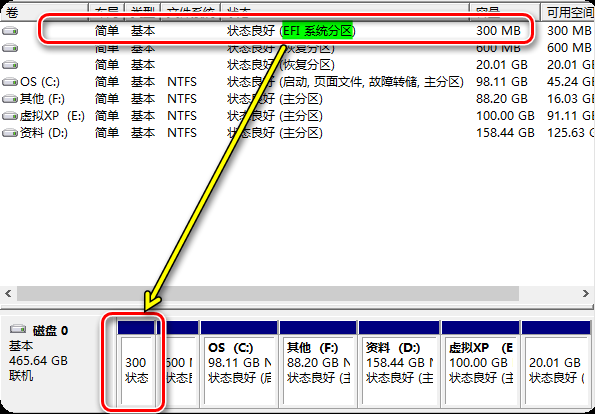 卷 布局 类型 文件系统 状态 容量 可用空间
简单 基本 状态良好 (EFI 系统分区) 300 MB 300 MB
简单 基本 状态良好 (恢复分区) 600 MB 600 MB
简单 基本 状态良好 (恢复分区) 20.01 GB 20.01 GB
OS (C:) 简单 基本 NTFS 状态良好 (启动, 页面文件, 故障转储, 主分区) 98.11 GB 45.24 GB
其他 (F:) 简单 基本 NTFS 状态良好 (主分区) 88.20 GB 16.03 GB
虚拟XP (E:) 简单 基本 NTFS 状态良好 (主分区) 100.00 GB 91.11 GB
资料 (D:) 简单 基本 NTFS 状态良好 (主分区) 158.44 GB 125.63
磁盘 0
基本
465.64 GB
联机
300
状态
600
状态良
OS (C:)
98.11 GB N
状态良好 (启
其他 (F:)
88.20 GB N
状态良好 (主
资料 (D:)
158.44 GB N
状态良好 (主
虚拟XP (E
100.00 GB
状态良好 (主
20.01 GB
状态良好 (